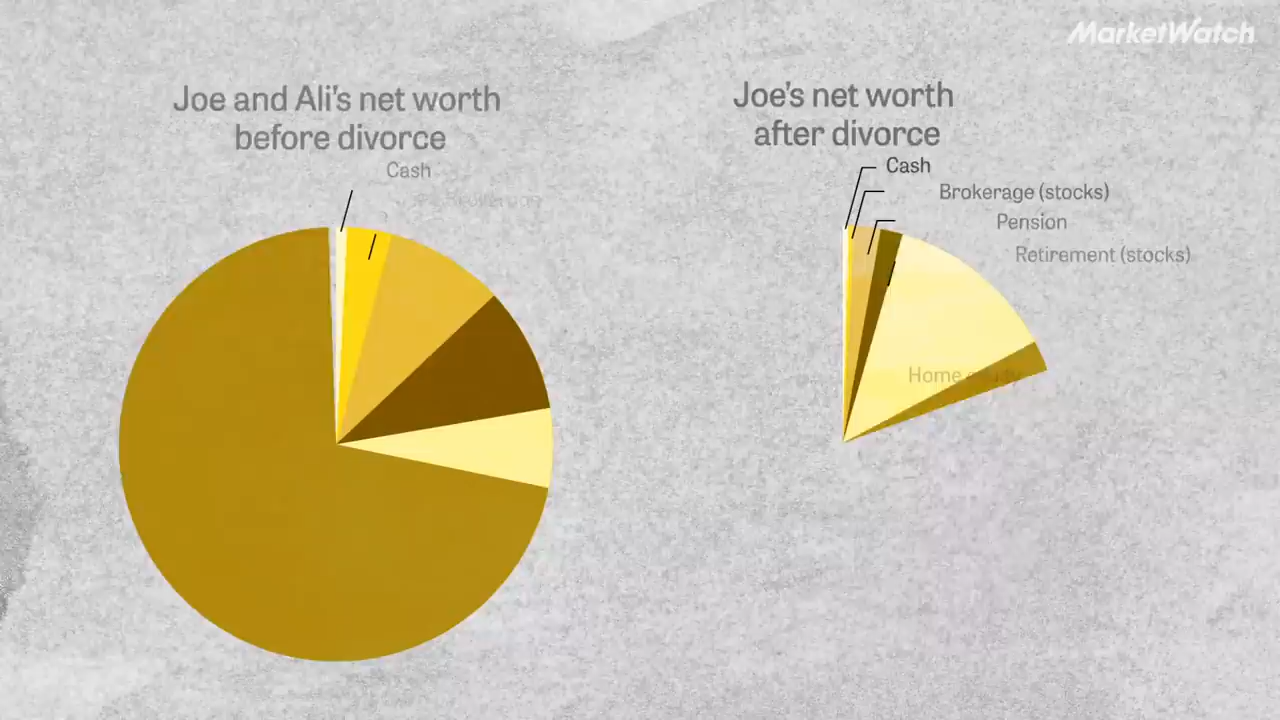 MarketWatch
Joe and Ali's net worth
before divorce
Cash
Joe's net worth
after divorce
Cash
Brokerage (stocks)
Pension
Retirement (stocks)
Home